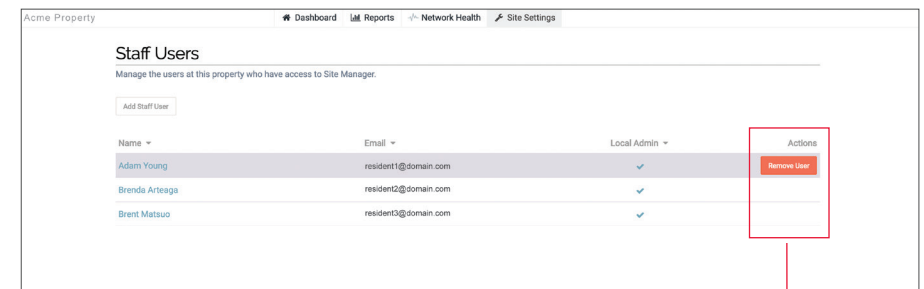 Acme Property Dashboard Reports Network Health Site Settings
Staff Users
Manage the users at this property who have access to Site Manager.
Add Staff User
Name Email Local Admin Actions
Adam Young resident1@domain.com Remove User
Brenda Arteaga resident2@domain.com
Brent Matsuo resident3@domain.com